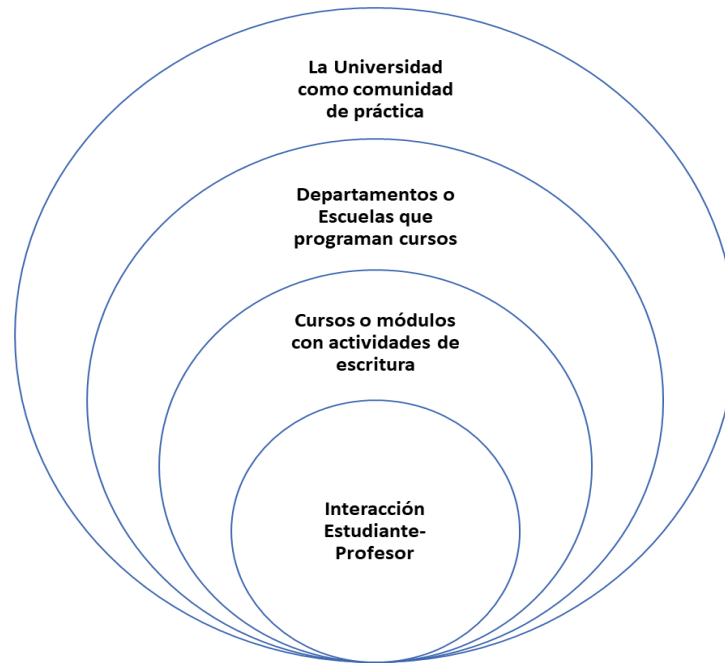 La Universidad
como comunidad
de práctica
Departamentos o
Escuelas que
programan cursos
Cursos o módulos
con actividades de
escritura
Interacción
Estudiante-
Profesor